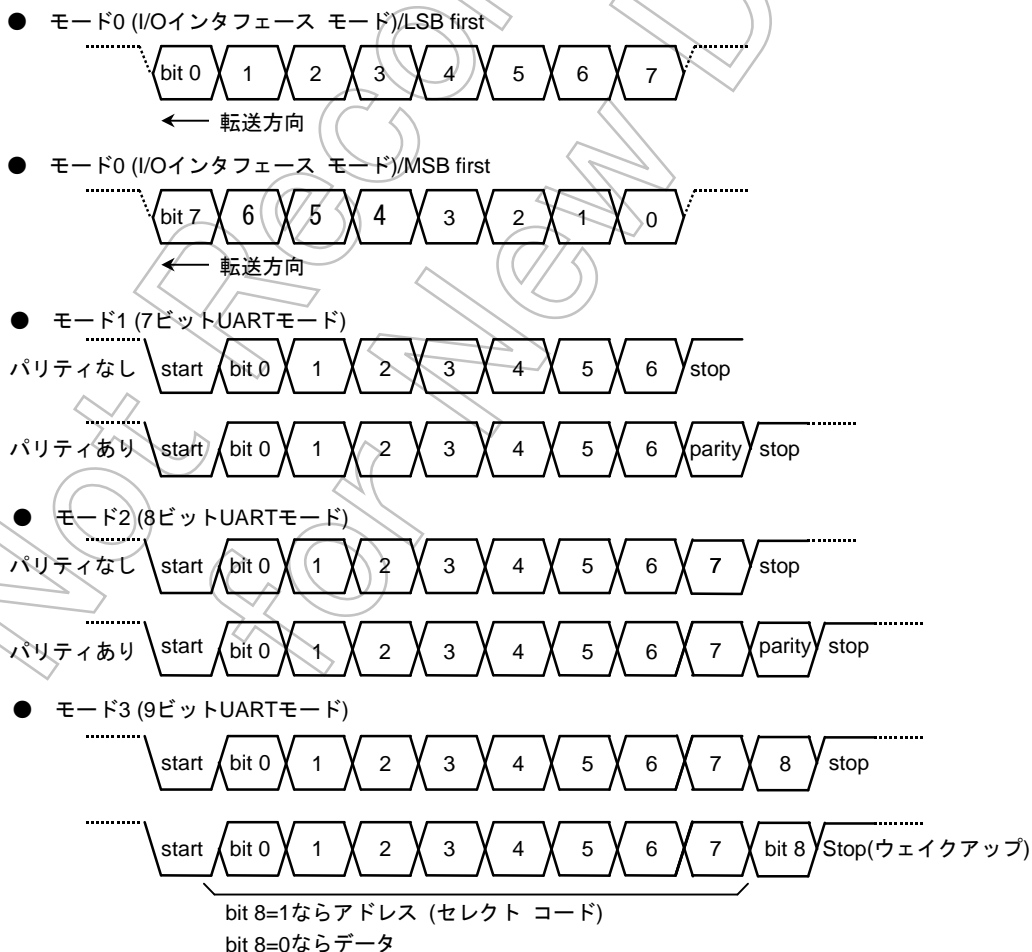 ● モード0 (I/Oインタフェース モード)/LSB first
bit 0 1 2 3 4 5 6 7
← 転送方向
● モード0 (I/Oインタフェース モード)/MSB first
bit 7 6 5 4 3 2 1 0
← 転送方向
● モード1 (7ビットUARTモード)
パリティなし start bit 0 1 2 3 4 5 6 stop
パリティあり start bit 0 1 2 3 4 5 6 parity stop
● モード2 (8ビットUARTモード)
パリティなし start bit 0 1 2 3 4 5 6 7 stop
パリティあり start bit 0 1 2 3 4 5 6 7 parity stop
● モード3 (9ビットUARTモード)
start bit 0 1 2 3 4 5 6 7 8 stop
start bit 0 1 2 3 4 5 6 7 bit 8 Stop(ウェイクアップ)
bit 8=1ならアドレス (セレクト コード)
bit 8=0ならデータ
Not Recom
for New D